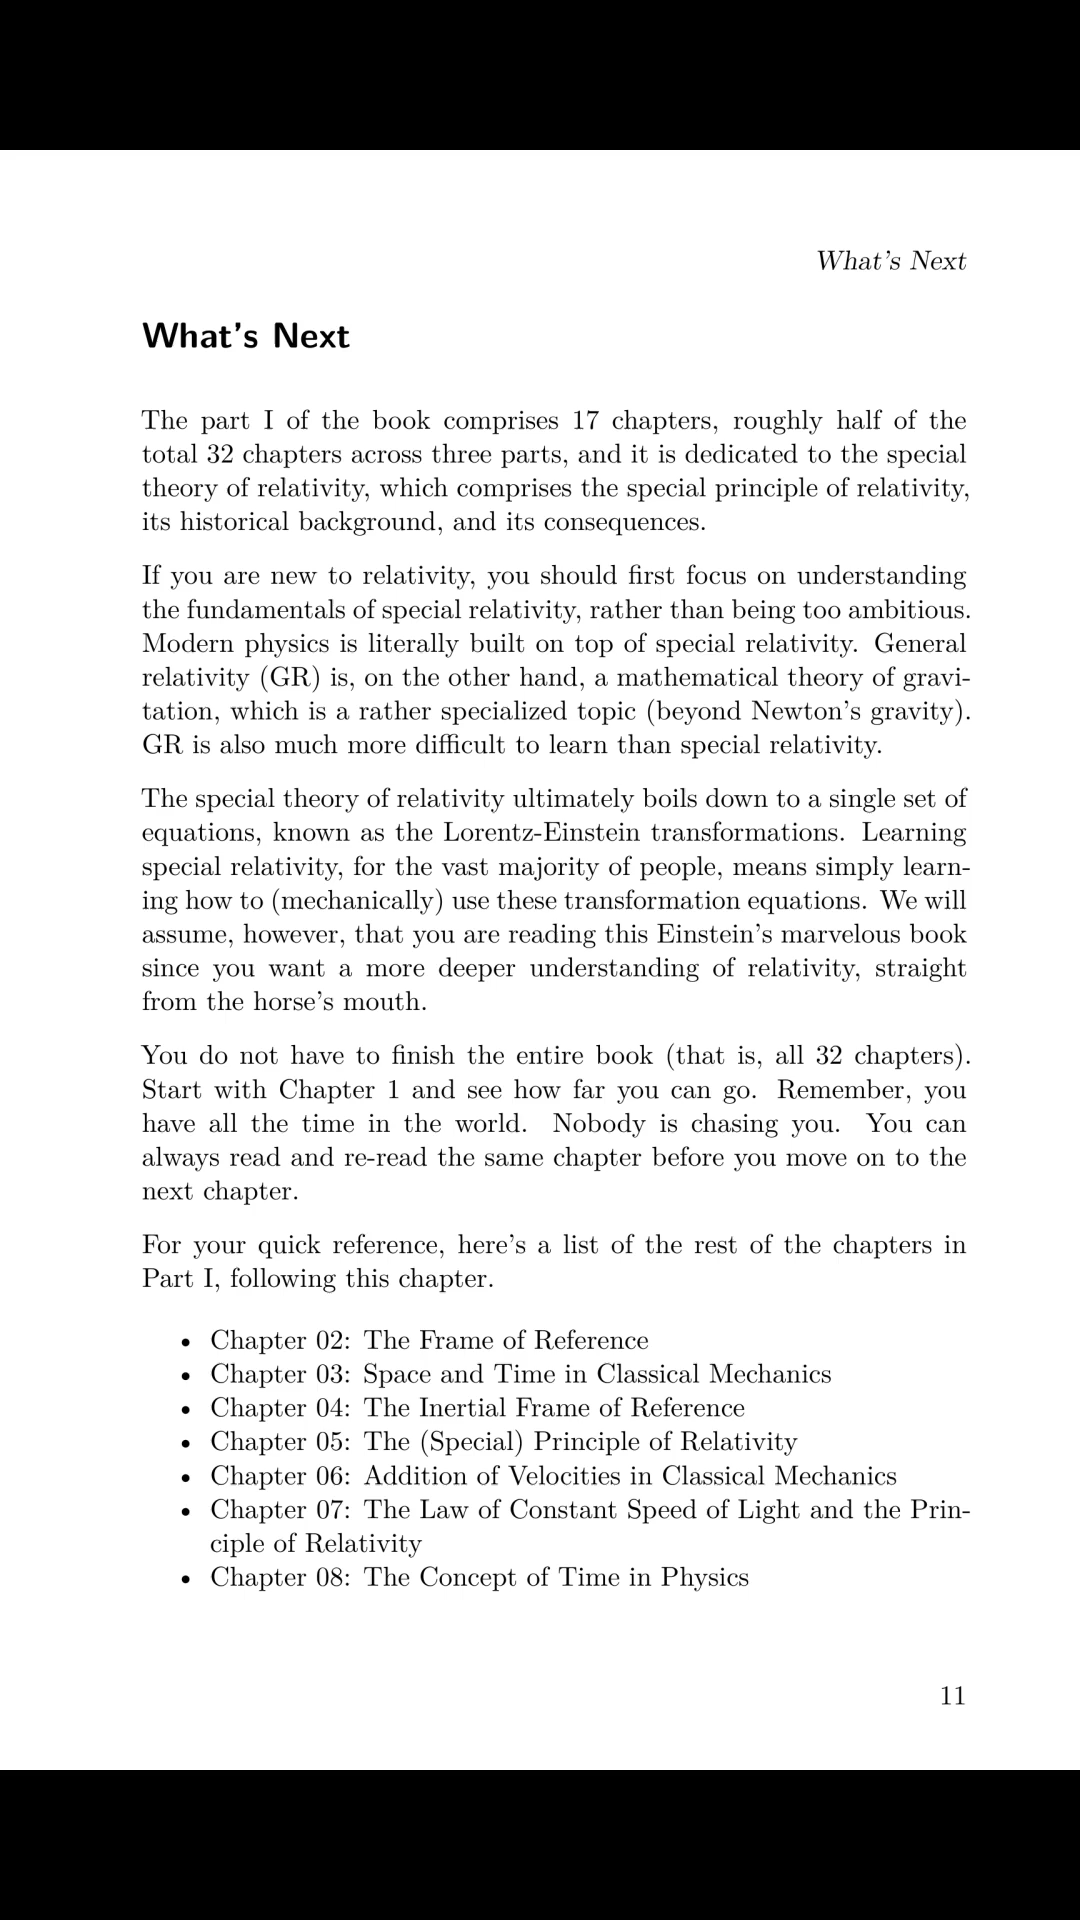 What's Next
What's Next
The part I of the book comprises 17 chapters, roughly half of the
total 32 chapters across three parts, and it is dedicated to the special
theory of relativity, which comprises the special principle of relativity,
its historical background, and its consequences.
If you are new to relativity, you should first focus on understanding
the fundamentals of special relativity, rather than being too ambitious.
Modern physics is literally built on top of special relativity. General
relativity (GR) is, on the other hand, a mathematical theory of gravi-
tation, which is a rather specialized topic (beyond Newton's gravity).
GR is also much more difficult to learn than special relativity.
The special theory of relativity ultimately boils down to a single set of
equations, known as the Lorentz-Einstein transformations. Learning
special relativity, for the vast majority of people, means simply learn-
ing how to (mechanically) use these transformation equations. We will
assume, however, that you are reading this Einstein's marvelous book
since you want a more deeper understanding of relativity, straight
from the horse's mouth.
You do not have to finish the entire book (that is, all 32 chapters).
Start with Chapter 1 and see how far you can go. Remember, you
have all the time in the world. Nobody is chasing you. You can
always read and re-read the same chapter before you move on to the
next chapter.
For your quick reference, here's a list of the rest of the chapters in
Part I, following this chapter.
• Chapter 02: The Frame of Reference
• Chapter 03: Space and Time in Classical Mechanics
• Chapter 04: The Inertial Frame of Reference
• Chapter 05: The (Special) Principle of Relativity
• Chapter 06: Addition of Velocities in Classical Mechanics
• Chapter 07: The Law of Constant Speed of Light and the Prin-
ciple of Relativity
• Chapter 08: The Concept of Time in Physics
11